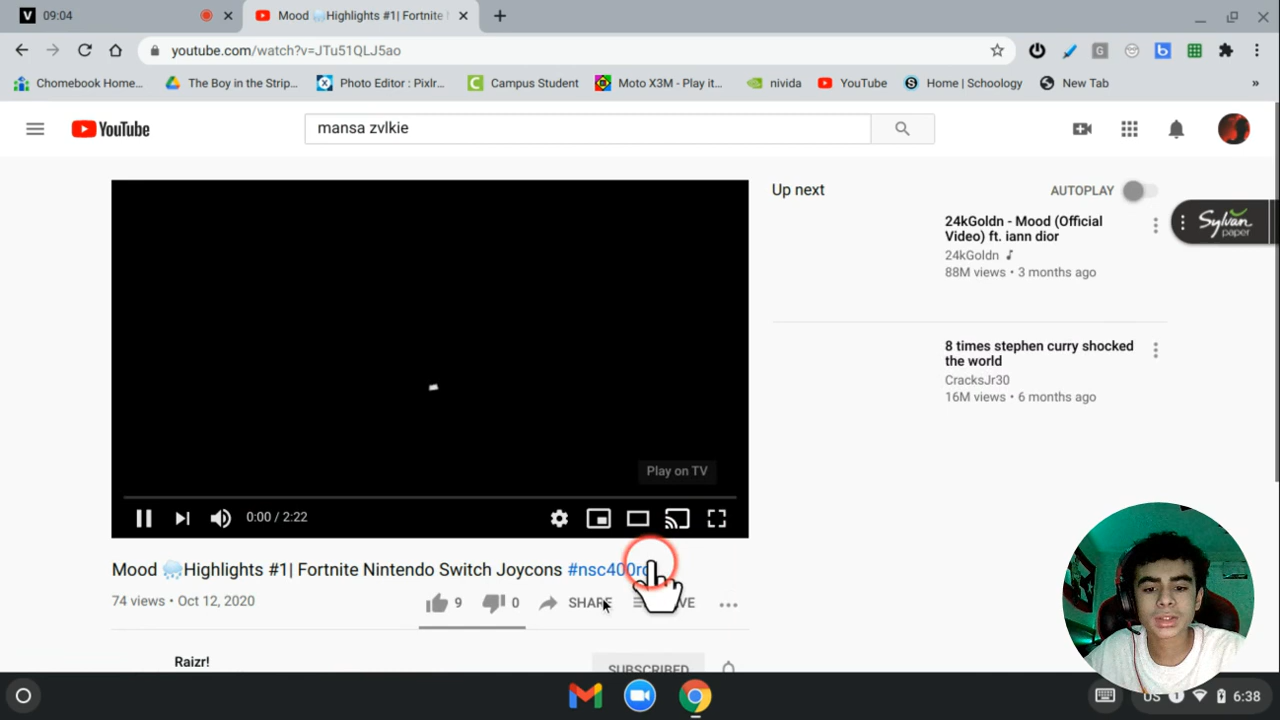 V 09:04
Mood 🌧️Highlights #1| Fortnite
youtube.com/watch?v=JTu51QLJ5ao
Chomebook Home...
The Boy in the Strip...
Photo Editor : Pixlr...
Campus Student
Moto X3M - Play it...
nivida
YouTube
Home | Schoology
New Tab
»
YouTube
mansa zvlkie
Up next
AUTOPLAY
24kGoldn - Mood (Official
Video) ft. iann dior
24kGoldn
88M views • 3 months ago
Sylvan
paper
8 times stephen curry shocked
the world
CracksJr30
16M views • 6 months ago
Play on TV
0:00 / 2:22
Mood 🌧️Highlights #1| Fortnite Nintendo Switch Joycons
74 views • Oct 12, 2020
9
0
SHARE
Raizr!
SUBSCRIBED
US
1
6:38